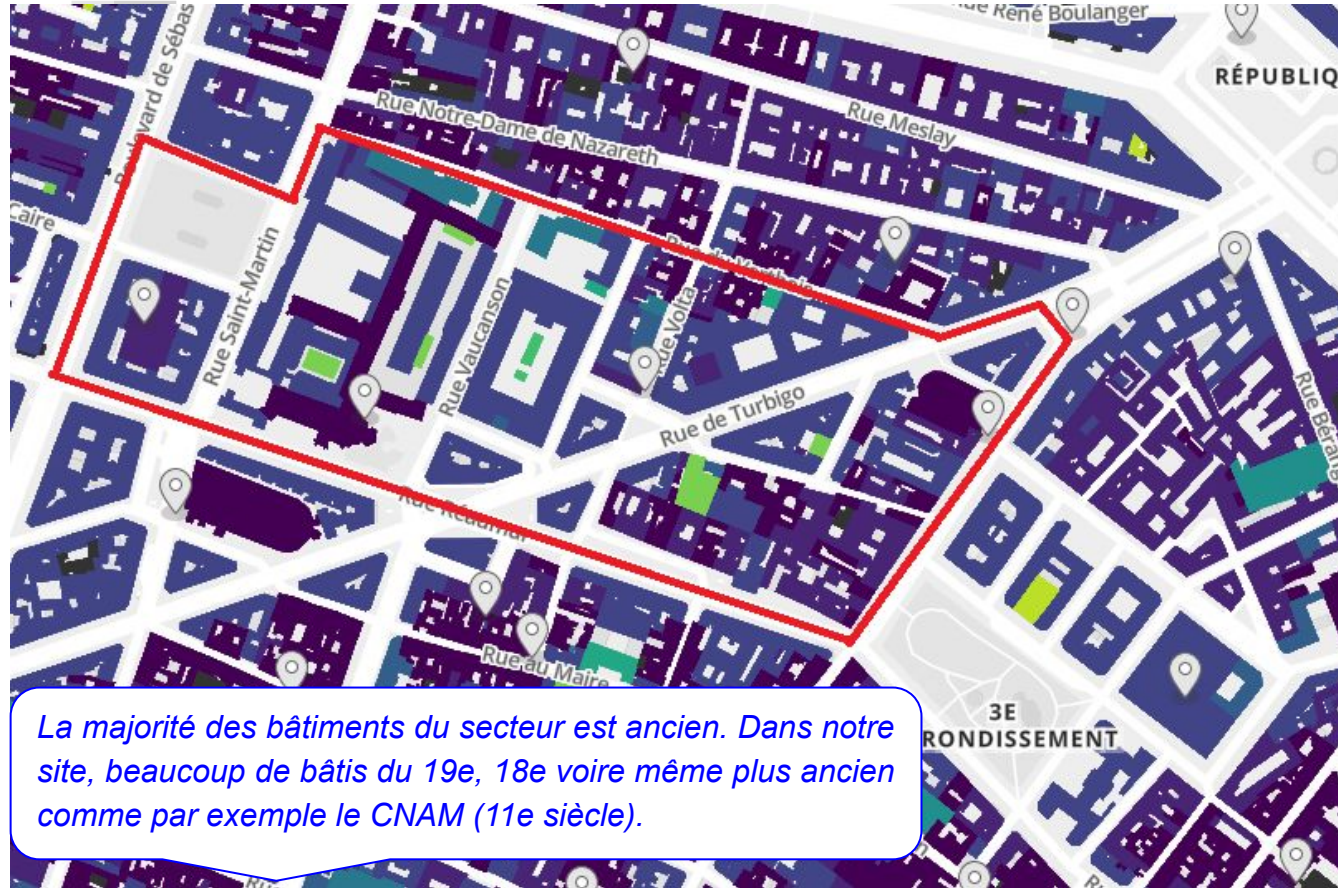 Rue René Boulanger
RÉPUBLIQ
Boulevard de Sébas
Rue Meslay
Rue Notre-Dame de Nazareth
Caire
Rue Saint-Martin
Rue Vaucanson
Rue Volta
Rue de Turbigo
Rue Réaumur
Rue au Maire
3E
RONDISSEMENT
La majorité des bâtiments du secteur est ancien. Dans notre
site, beaucoup de bâtis du 19e, 18e voire même plus ancien
comme par exemple le CNAM (11e siècle).